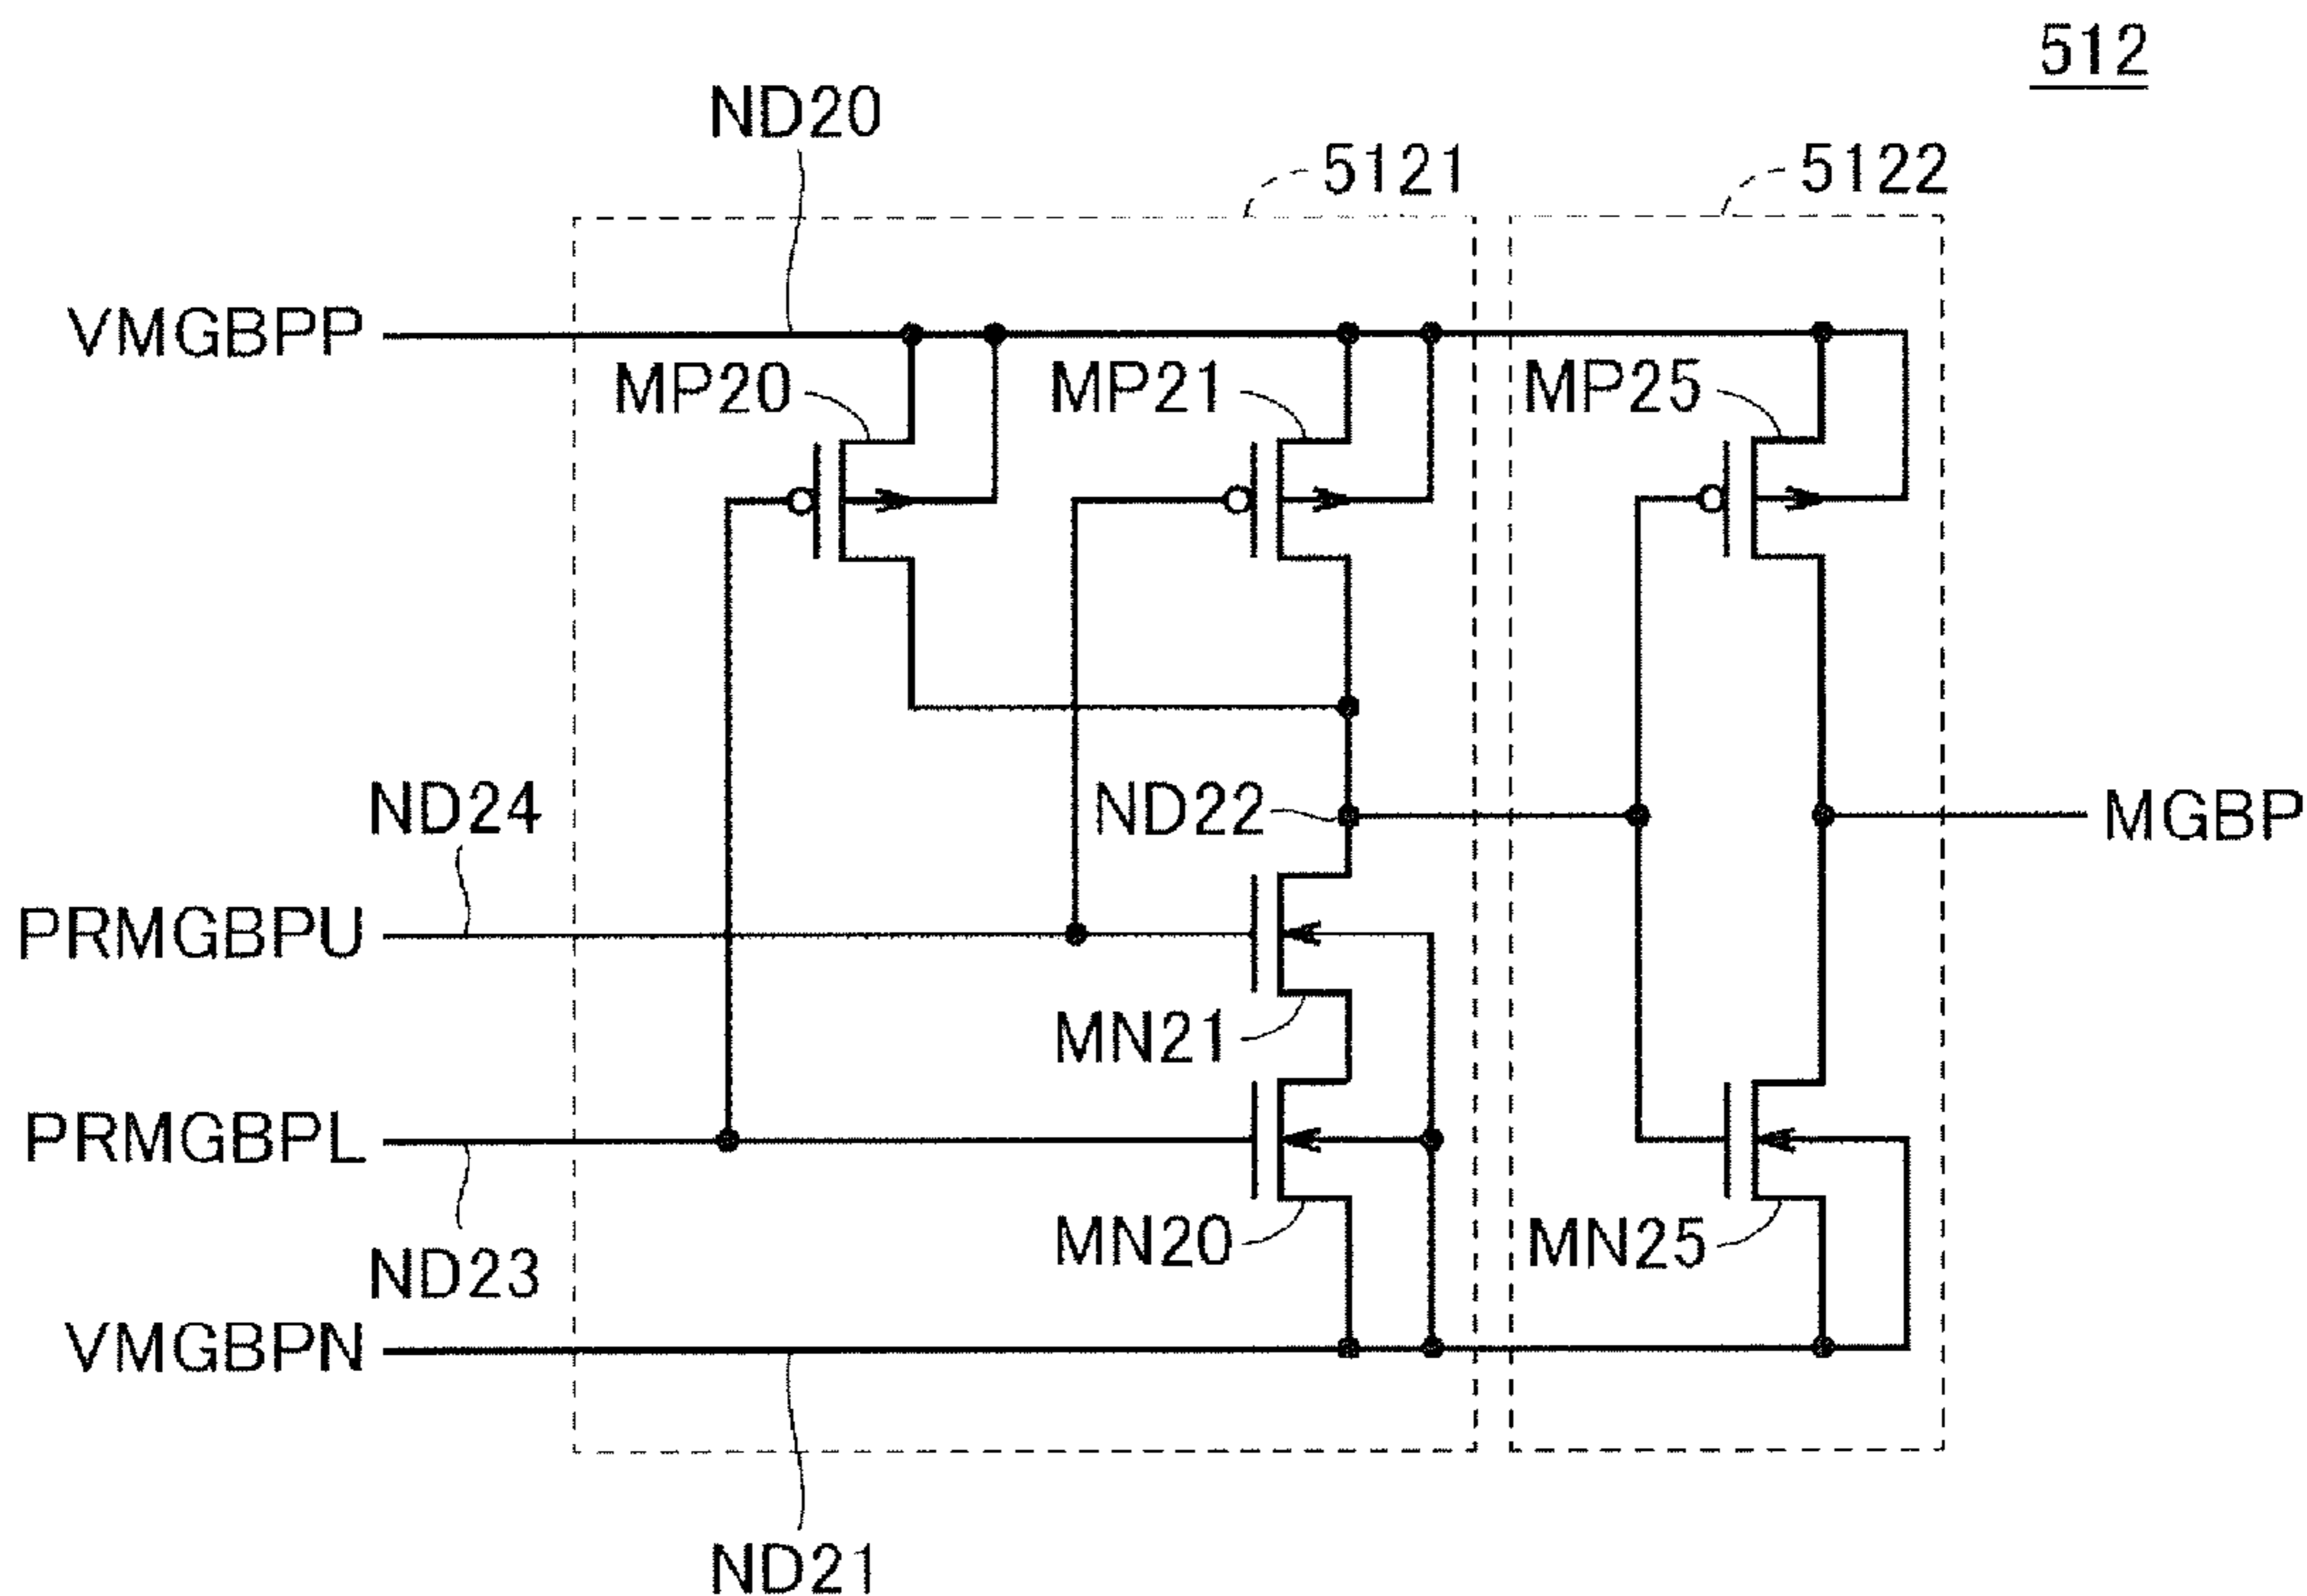 512
ND20
5121
5122
VMGBPP
MP20
MP21
MP25
ND24
ND22
MGBP
PRMGBPU
MN21
PRMGBPL
MN20
MN25
ND23
VMGBPN
ND21